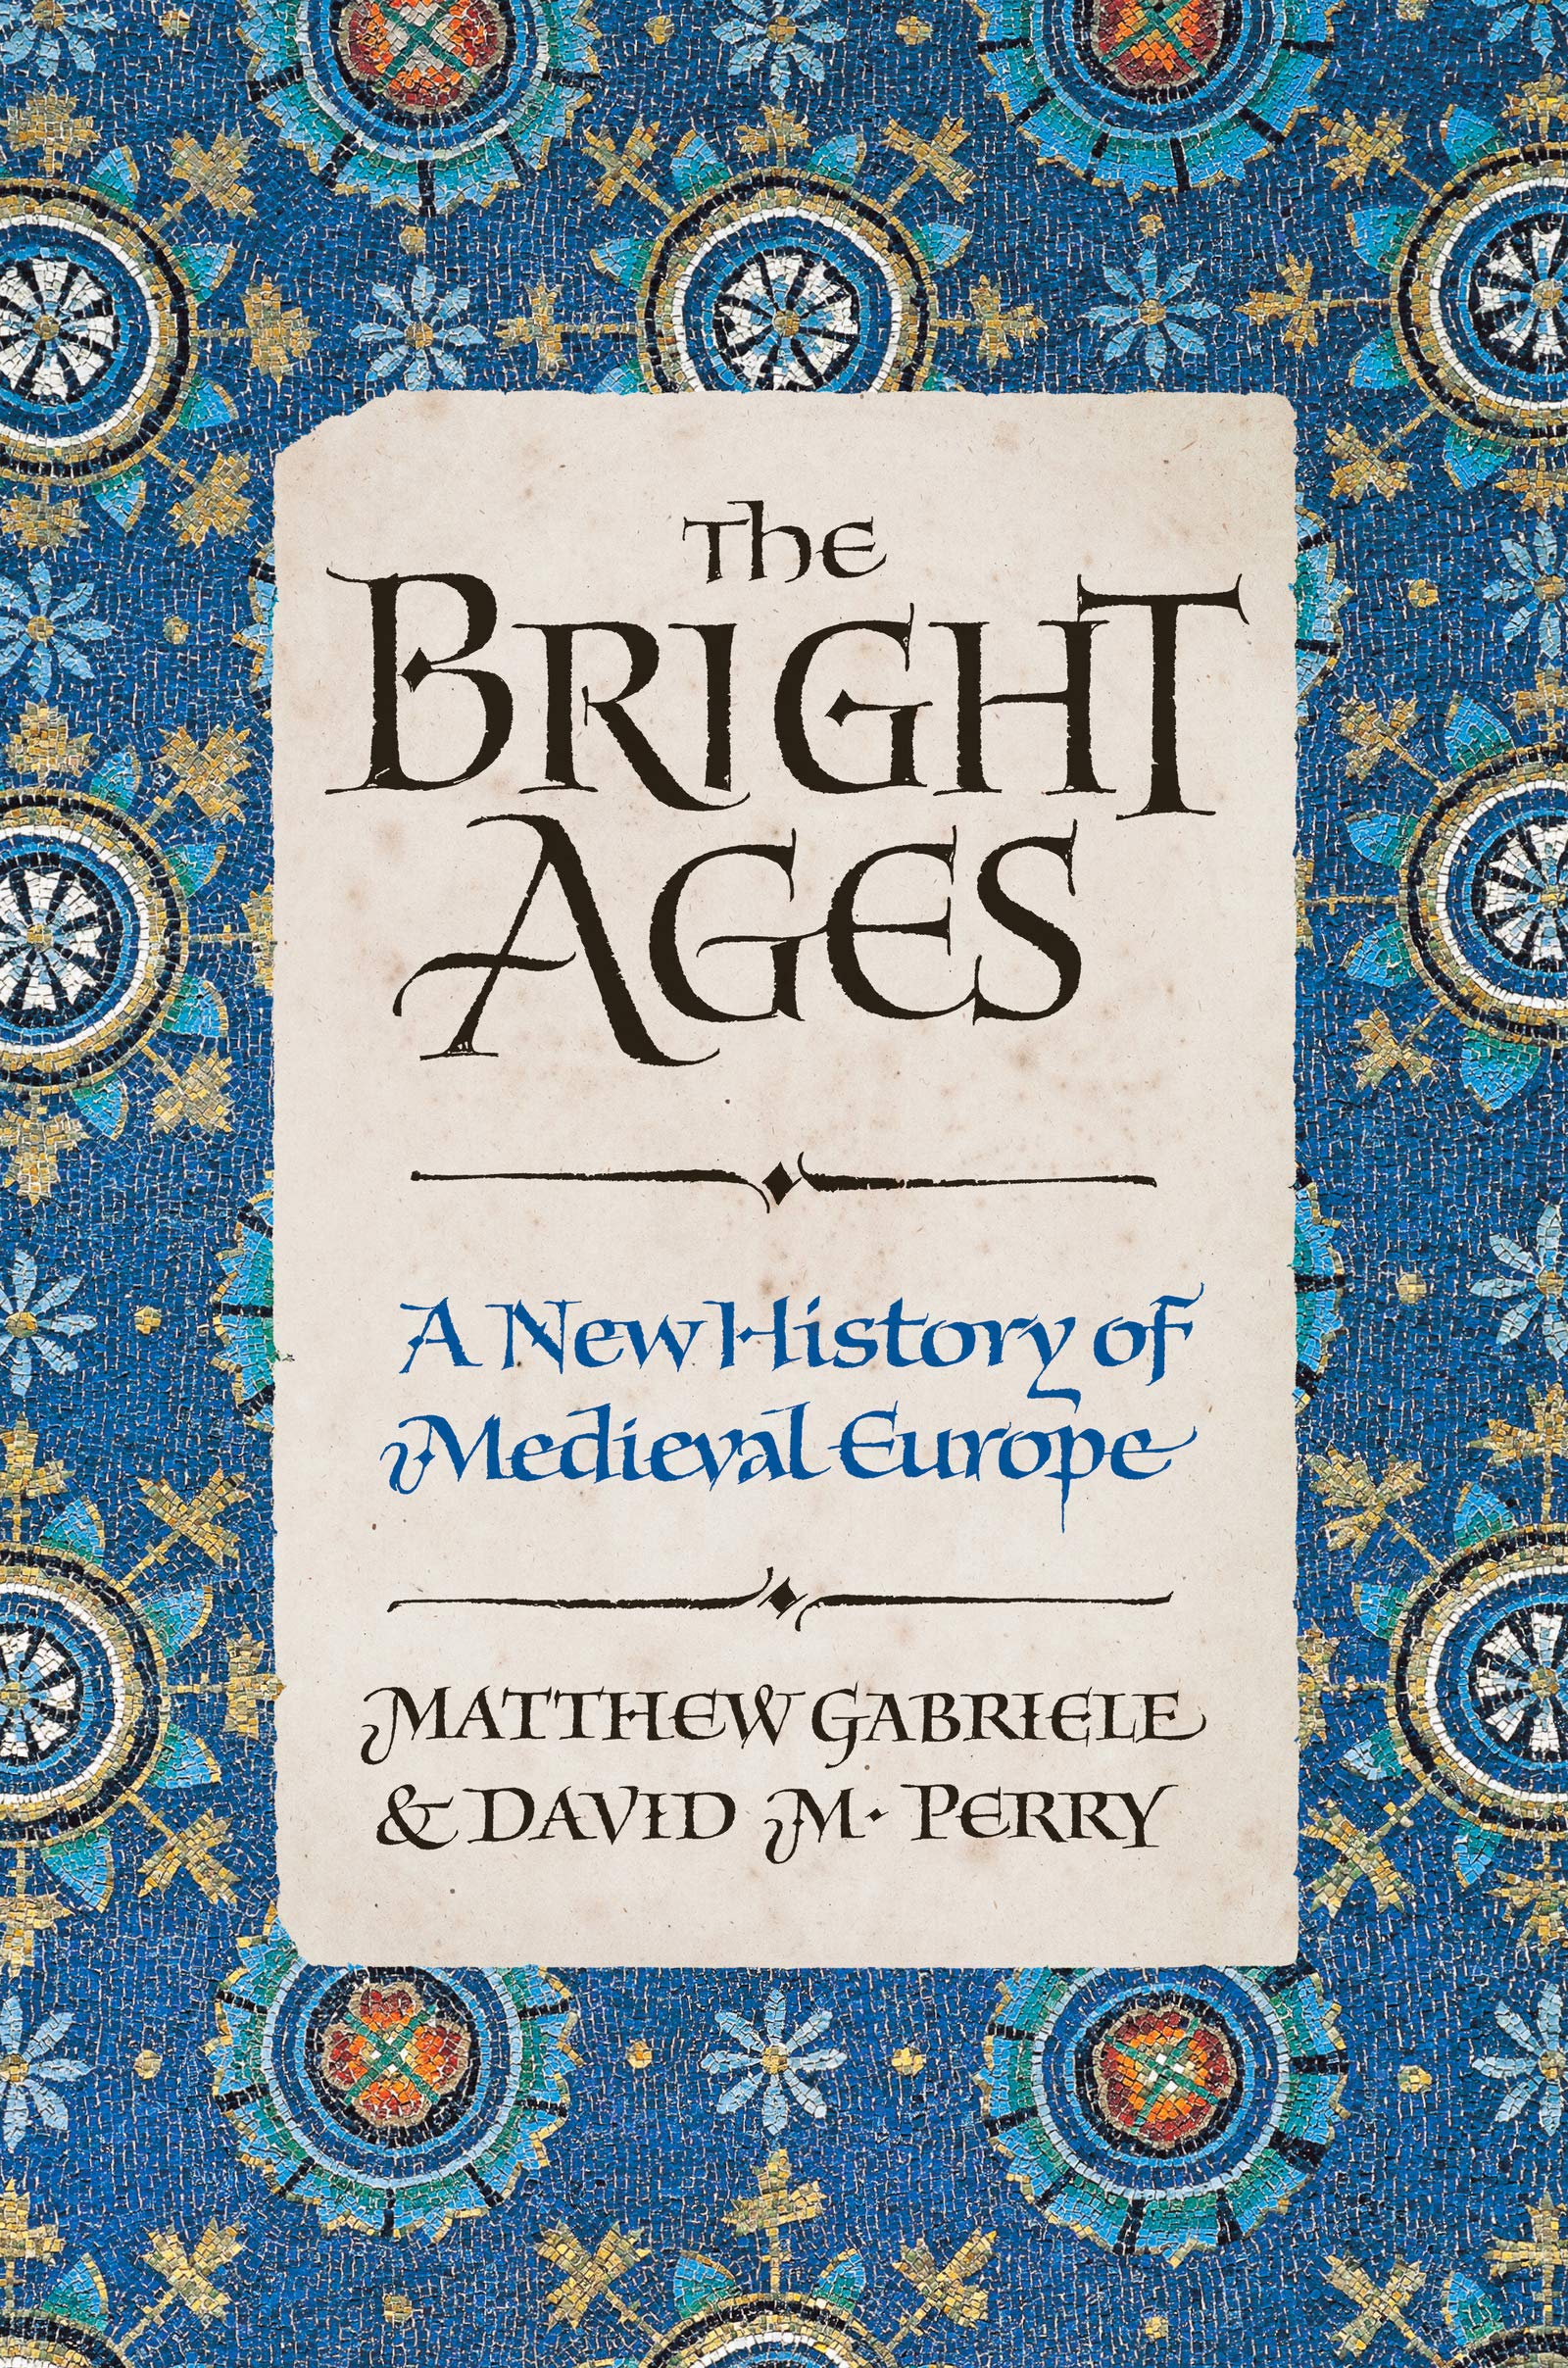 The
BRIGHT
AGES
A New History of
Medieval Europe
MATTHEW GABRIELE
& DAVID M. PERRY